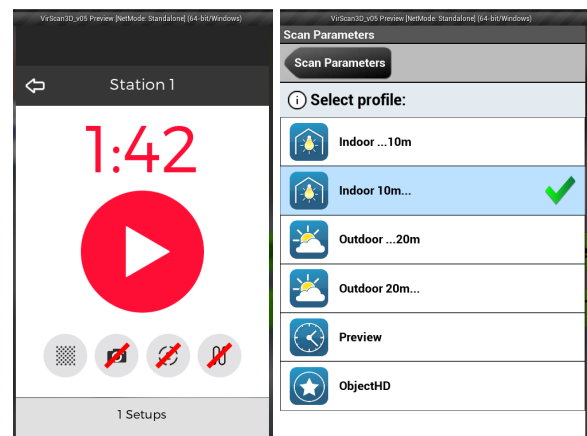 VirScan3D_v05 Preview [NetMode: Standalone] (64-bit/Windows)
Station 1
1:42
1 Setups
VirScan3D_v05 Preview [NetMode: Standalone] (64-bit/Windows)
Scan Parameters
Scan Parameters
i Select profile:
Indoor ...10m
Indoor 10m...
Outdoor ...20m
Outdoor 20m...
Preview
ObjectHD